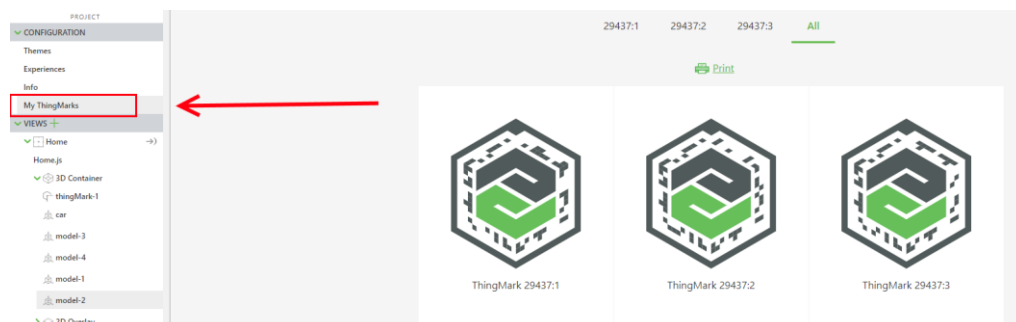 PROJECT
CONFIGURATION
Themes
Experiences
Info
My ThingMarks
VIEWS +
Home
Home.js
3D Container
thingMark-1
car
model-3
model-4
model-1
model-2
3D Overlay
29437:1 29437:2 29437:3 All
Print
ThingMark 29437:1 ThingMark 29437:2 ThingMark 29437:3